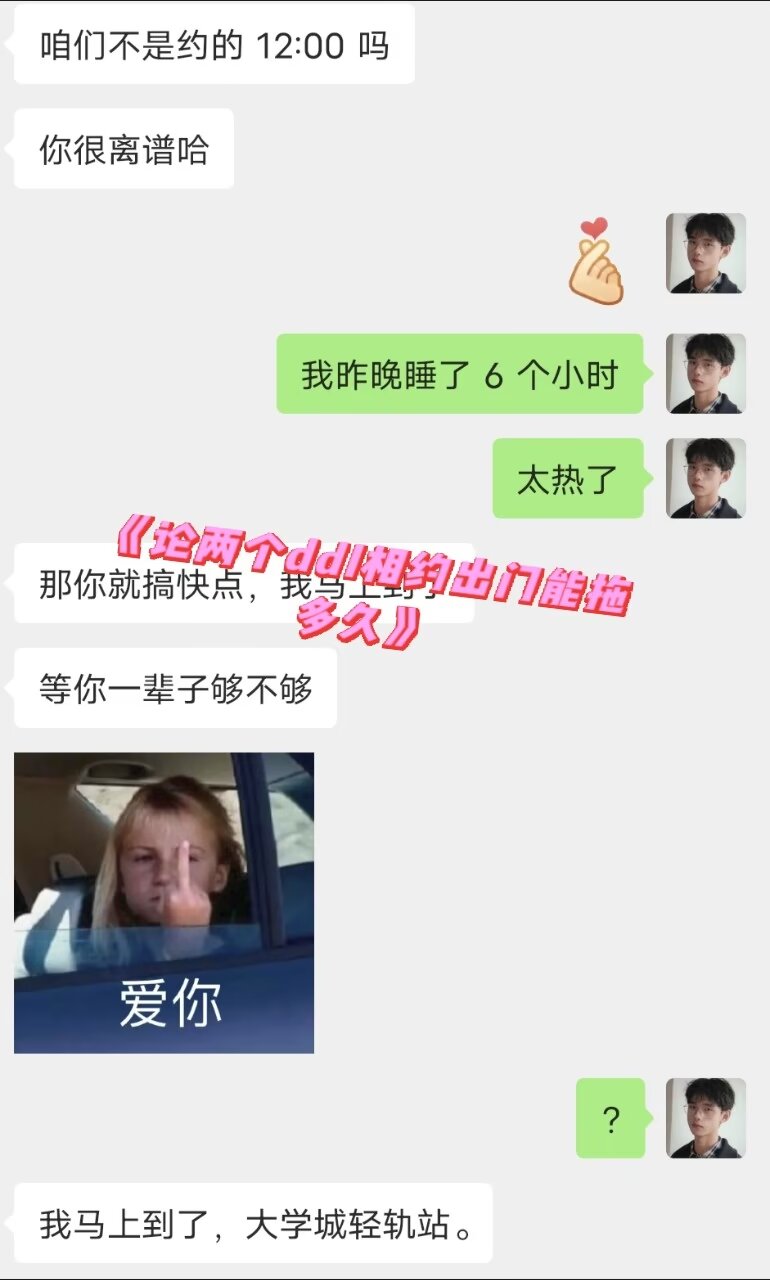 咱们不是约的 12:00 吗
你很离谱哈
我昨晚睡了 6 个小时
太热了
《论两个ddl相约出门能拖
多久》
那你就搞快点，我马上到了
等你一辈子够不够
爱你
？
我马上到了，大学城轻轨站。